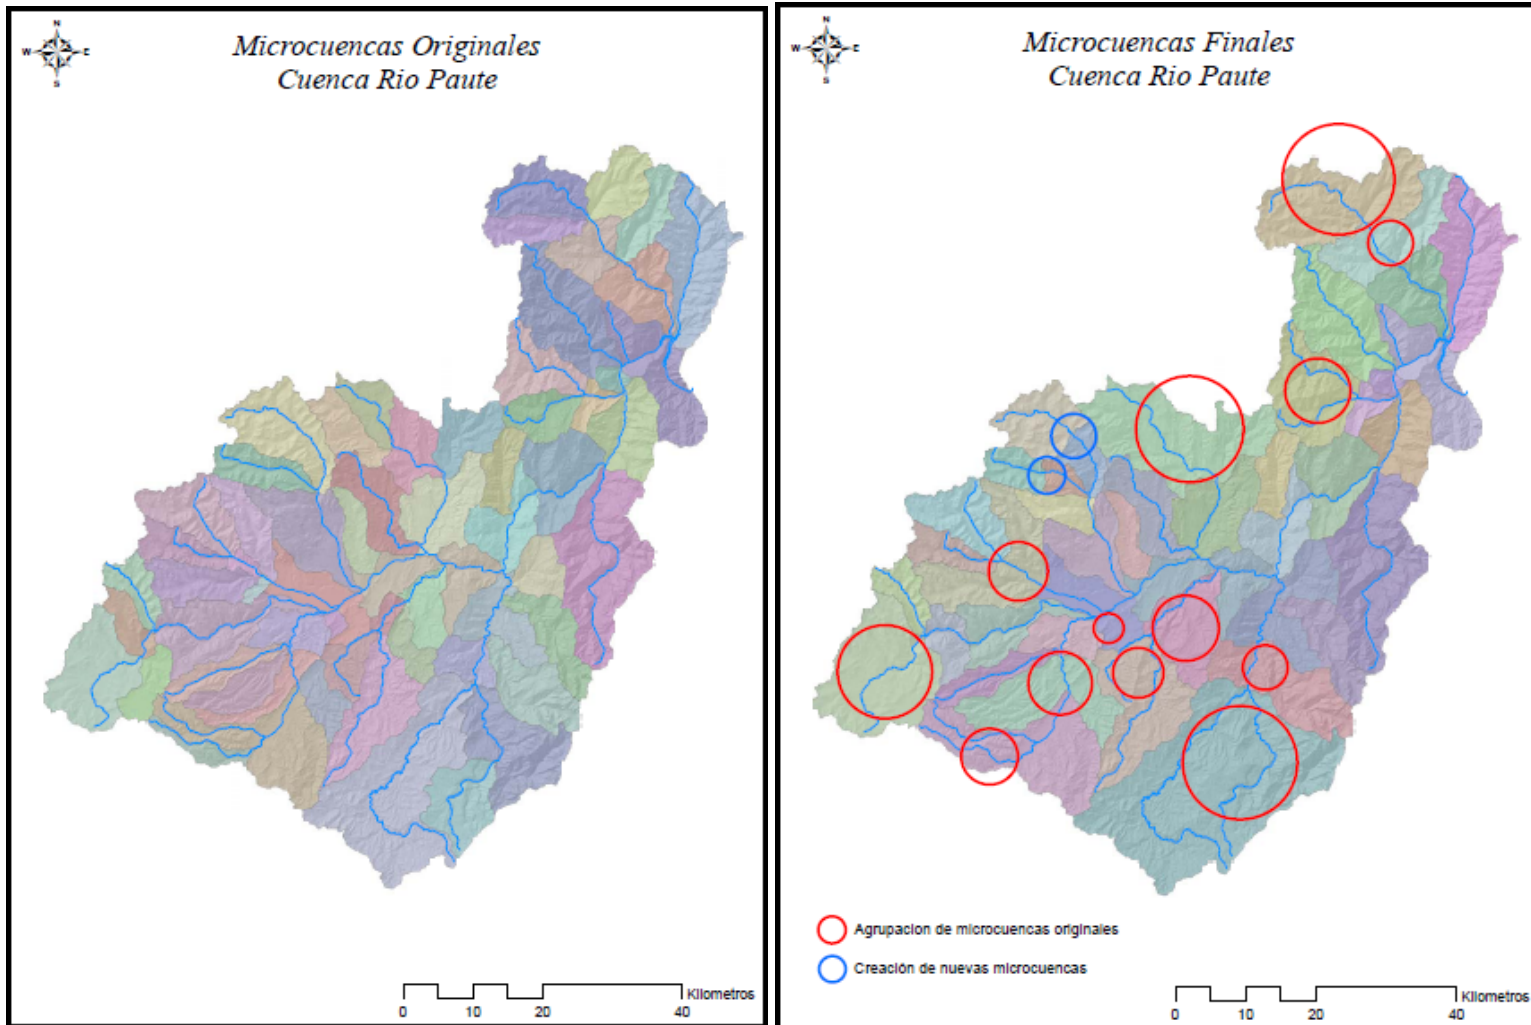 N
W E
S
Microcuencas Originales
Cuenca Rio Paute
Kilometros
0 10 20 40
N
W E
S
Microcuencas Finales
Cuenca Rio Paute
Agrupacion de microcuencas originales
Creación de nuevas microcuencas
Kilometros
0 10 20 40